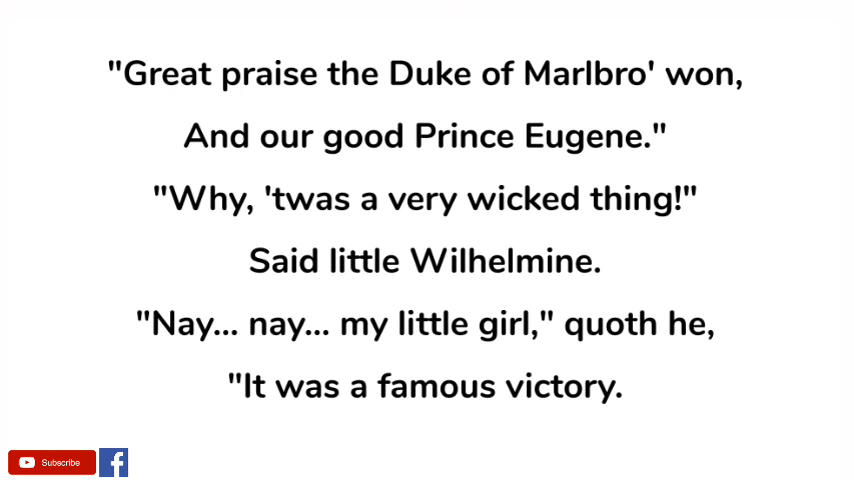 "Great praise the Duke of Marlbro' won,
And our good Prince Eugene."
"Why, 'twas a very wicked thing!"
Said little Wilhelmine.
"Nay... nay... my little girl," quoth he,
"It was a famous victory.
Subscribe
f